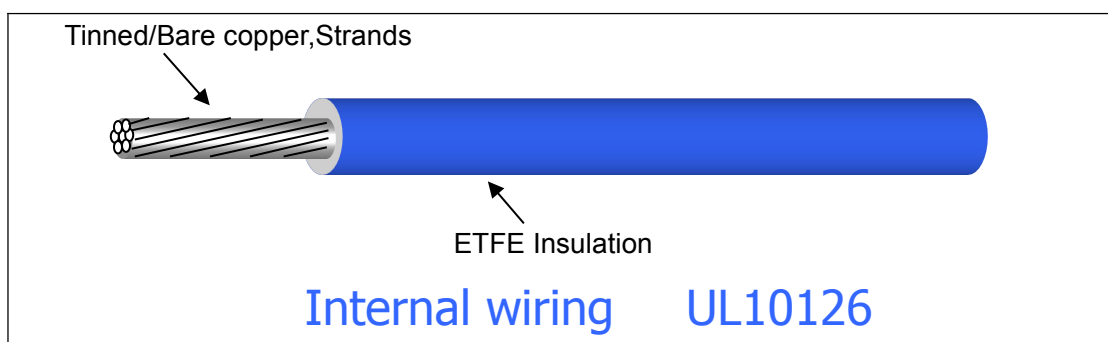 Tinned/Bare copper,Strands
ETFE Insulation
Internal wiring UL10126